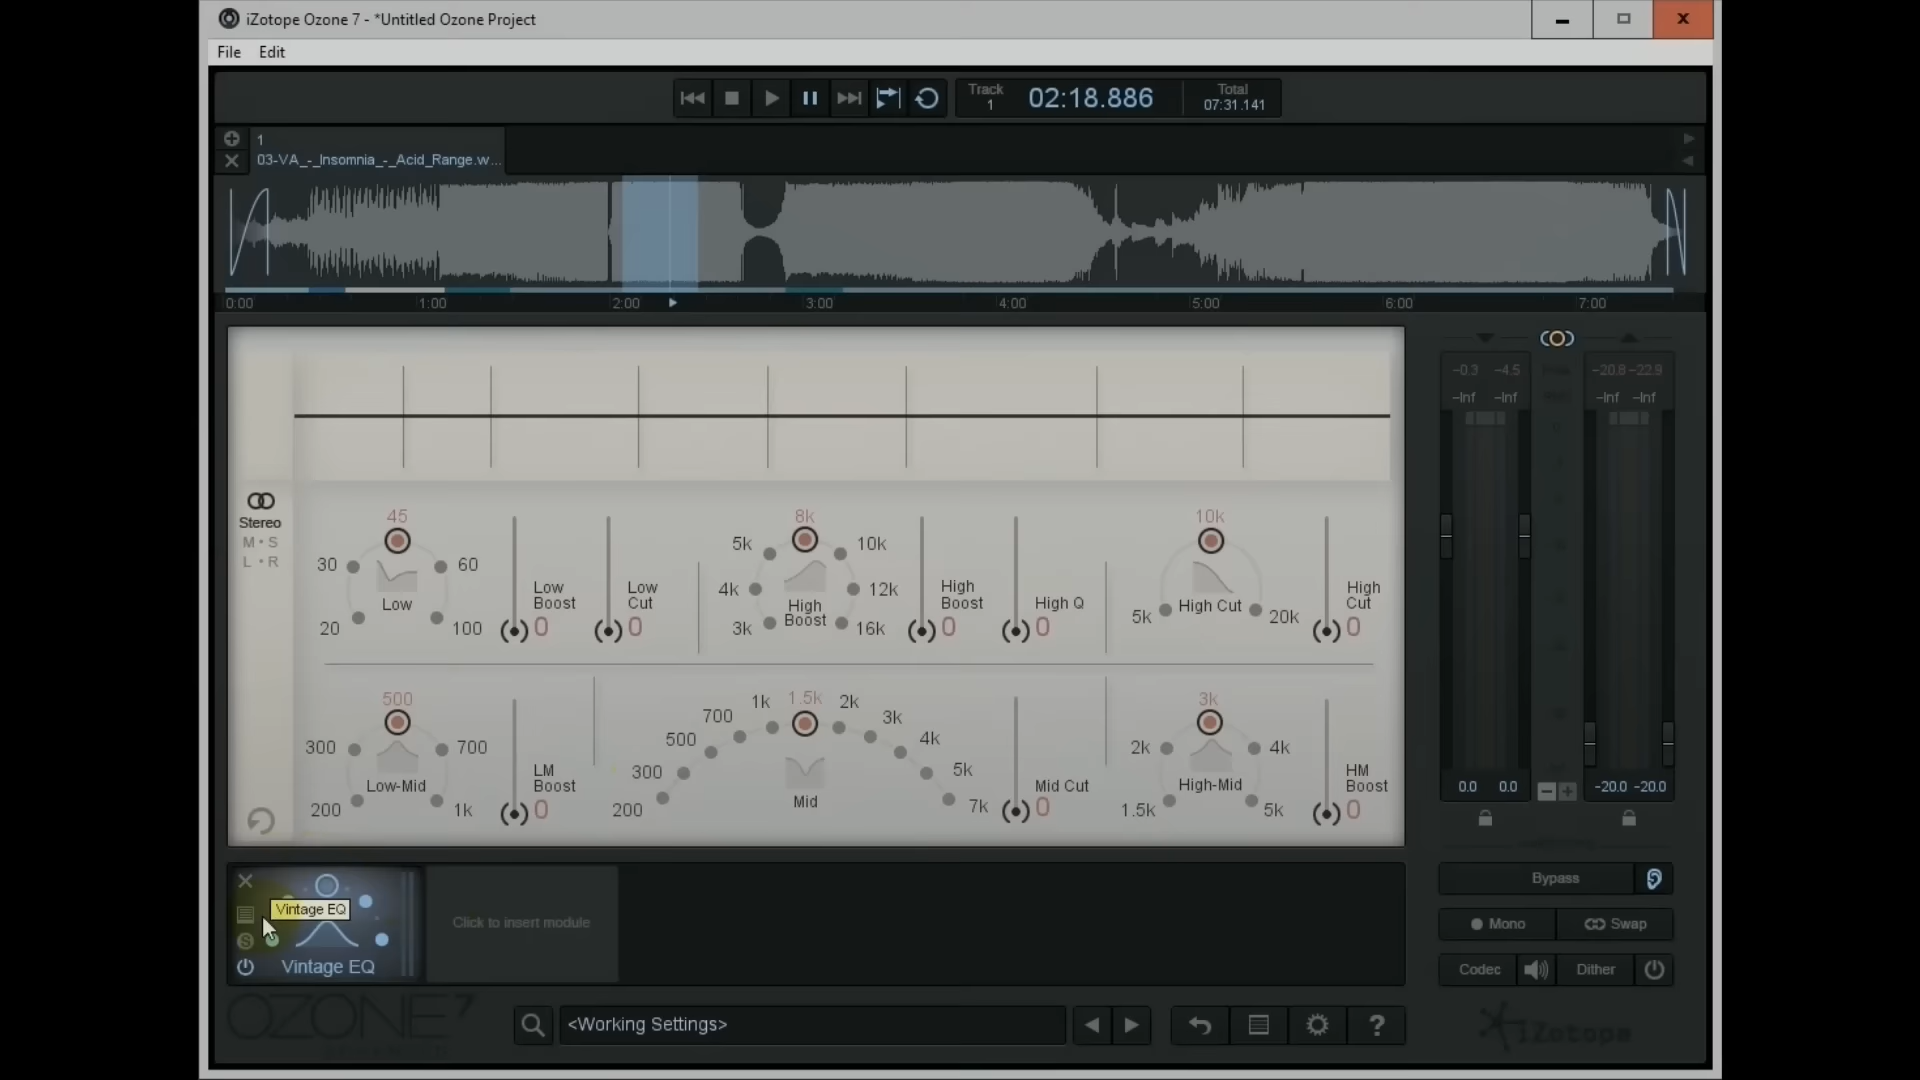 iZotope Ozone 7 - *Untitled Ozone Project
File Edit
Track
1
02:18.886
Total
07:31.141
1
03-VA_-_Insomnia_-_Acid_Range.w...
0:00 1:00 2:00 3:00 4:00 5:00 6:00 7:00
-0.3 -4.5
-20.8 -22.9
-Inf -Inf
-Inf -Inf
Stereo
M • S
L • R
45
30 60
Low
20 100
Low
Boost
0
Low
Cut
0
8k
5k 10k
4k 12k
High
Boost
3k 16k
High
Boost
0
High Q
0
10k
High Cut
5k 20k
High
Cut
0
500
300 700
Low-Mid
200 1k
LM
Boost
0
1k 1.5k 2k
700 3k
500 4k
300 5k
200 7k
Mid
Mid Cut
0
3k
2k 4k
High-Mid
1.5k 5k
HM
Boost
0
0.0 0.0
-20.0 -20.0
Vintage EQ
S
Vintage EQ
Click to insert module
Bypass
Mono
Swap
Codec
Dither
OZONE 7
<Working Settings>
?
iZotope